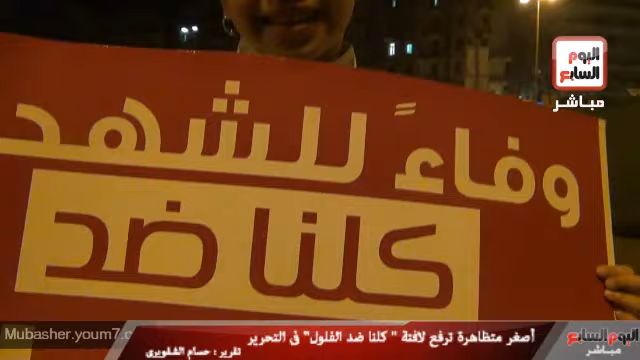 اليوم
السابع
مباشر
وفاءً للشهد
كلنا ضد
أصغر متظاهرة ترفع لافتة " كلنا ضد الفلول" فى التحرير
تقرير : حسام الشقويرى
Mubasher.youm7.c
اليوم السابع
مباشر